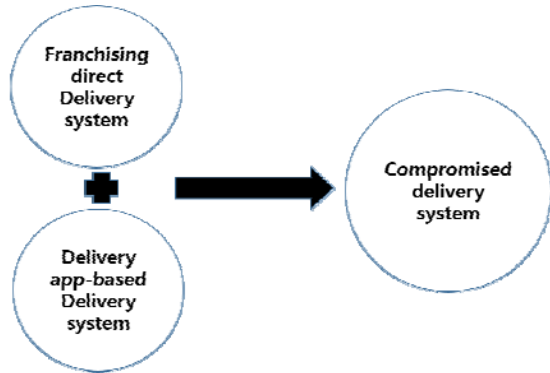 Franchising
direct
Delivery
system
Delivery
app-based
Delivery
system
Compromised
delivery
system